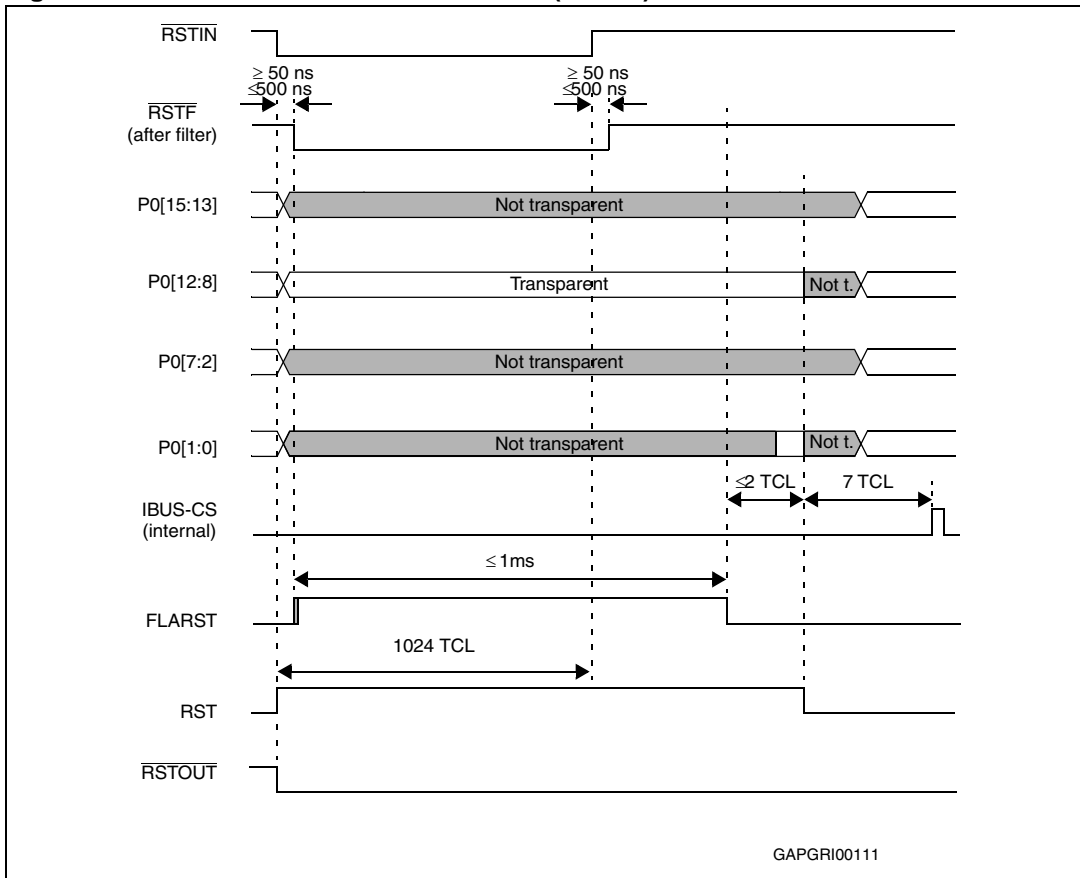 RSTIN
≥ 50 ns ≥ 50 ns
≤500 ns ≤500 ns
RSTF
(after filter)
P0[15:13] Not transparent
P0[12:8] Transparent Not t.
P0[7:2] Not transparent
P0[1:0] Not transparent Not t.
≤2 TCL 7 TCL
IBUS-CS
(internal)
≤ 1ms
FLARST
1024 TCL
RST
RSTOUT
GAPGRI00111